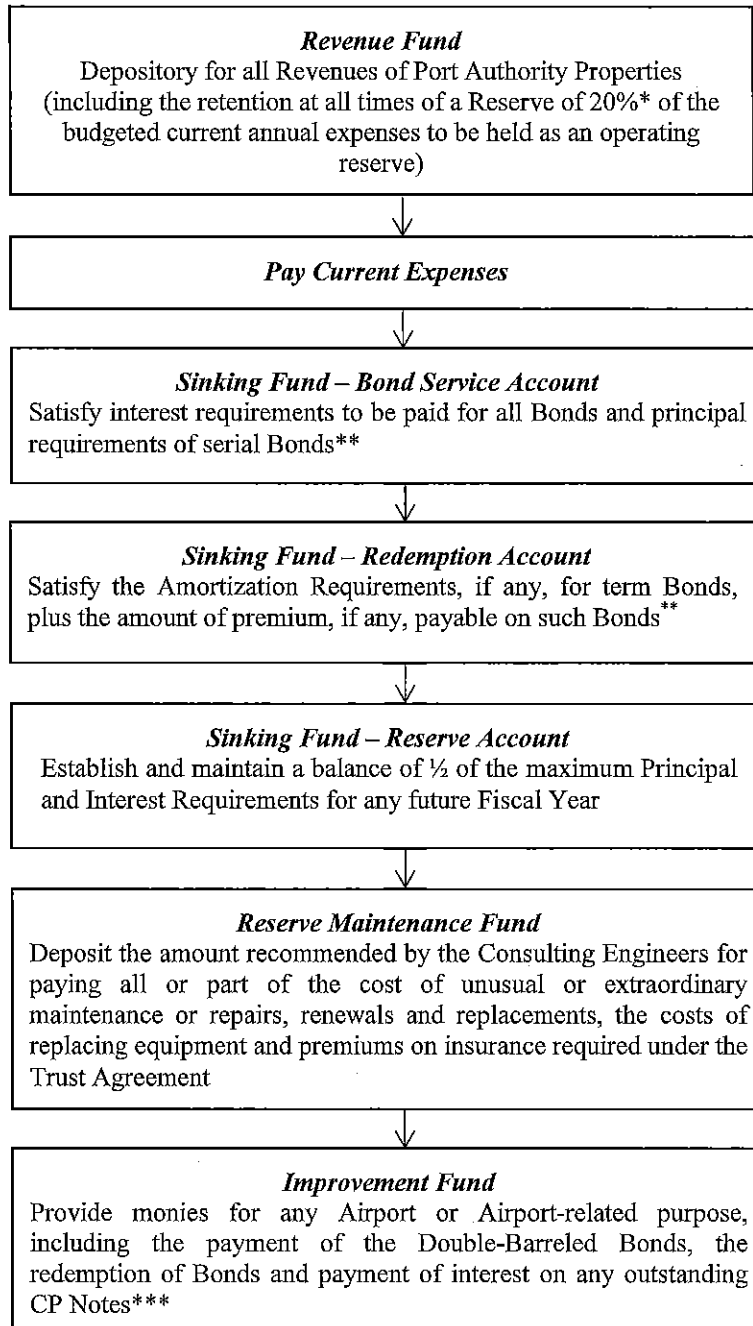 Revenue Fund
Depository for all Revenues of Port Authority Properties
(including the retention at all times of a Reserve of 20%* of the
budgeted current annual expenses to be held as an operating
reserve)
Pay Current Expenses
Sinking Fund – Bond Service Account
Satisfy interest requirements to be paid for all Bonds and principal
requirements of serial Bonds**
Sinking Fund – Redemption Account
Satisfy the Amortization Requirements, if any, for term Bonds,
plus the amount of premium, if any, payable on such Bonds**
Sinking Fund – Reserve Account
Establish and maintain a balance of ½ of the maximum Principal
and Interest Requirements for any future Fiscal Year
Reserve Maintenance Fund
Deposit the amount recommended by the Consulting Engineers for
paying all or part of the cost of unusual or extraordinary
maintenance or repairs, renewals and replacements, the costs of
replacing equipment and premiums on insurance required under the
Trust Agreement
Improvement Fund
Provide monies for any Airport or Airport-related purpose,
including the payment of the Double-Barreled Bonds, the
redemption of Bonds and payment of interest on any outstanding
CP Notes***